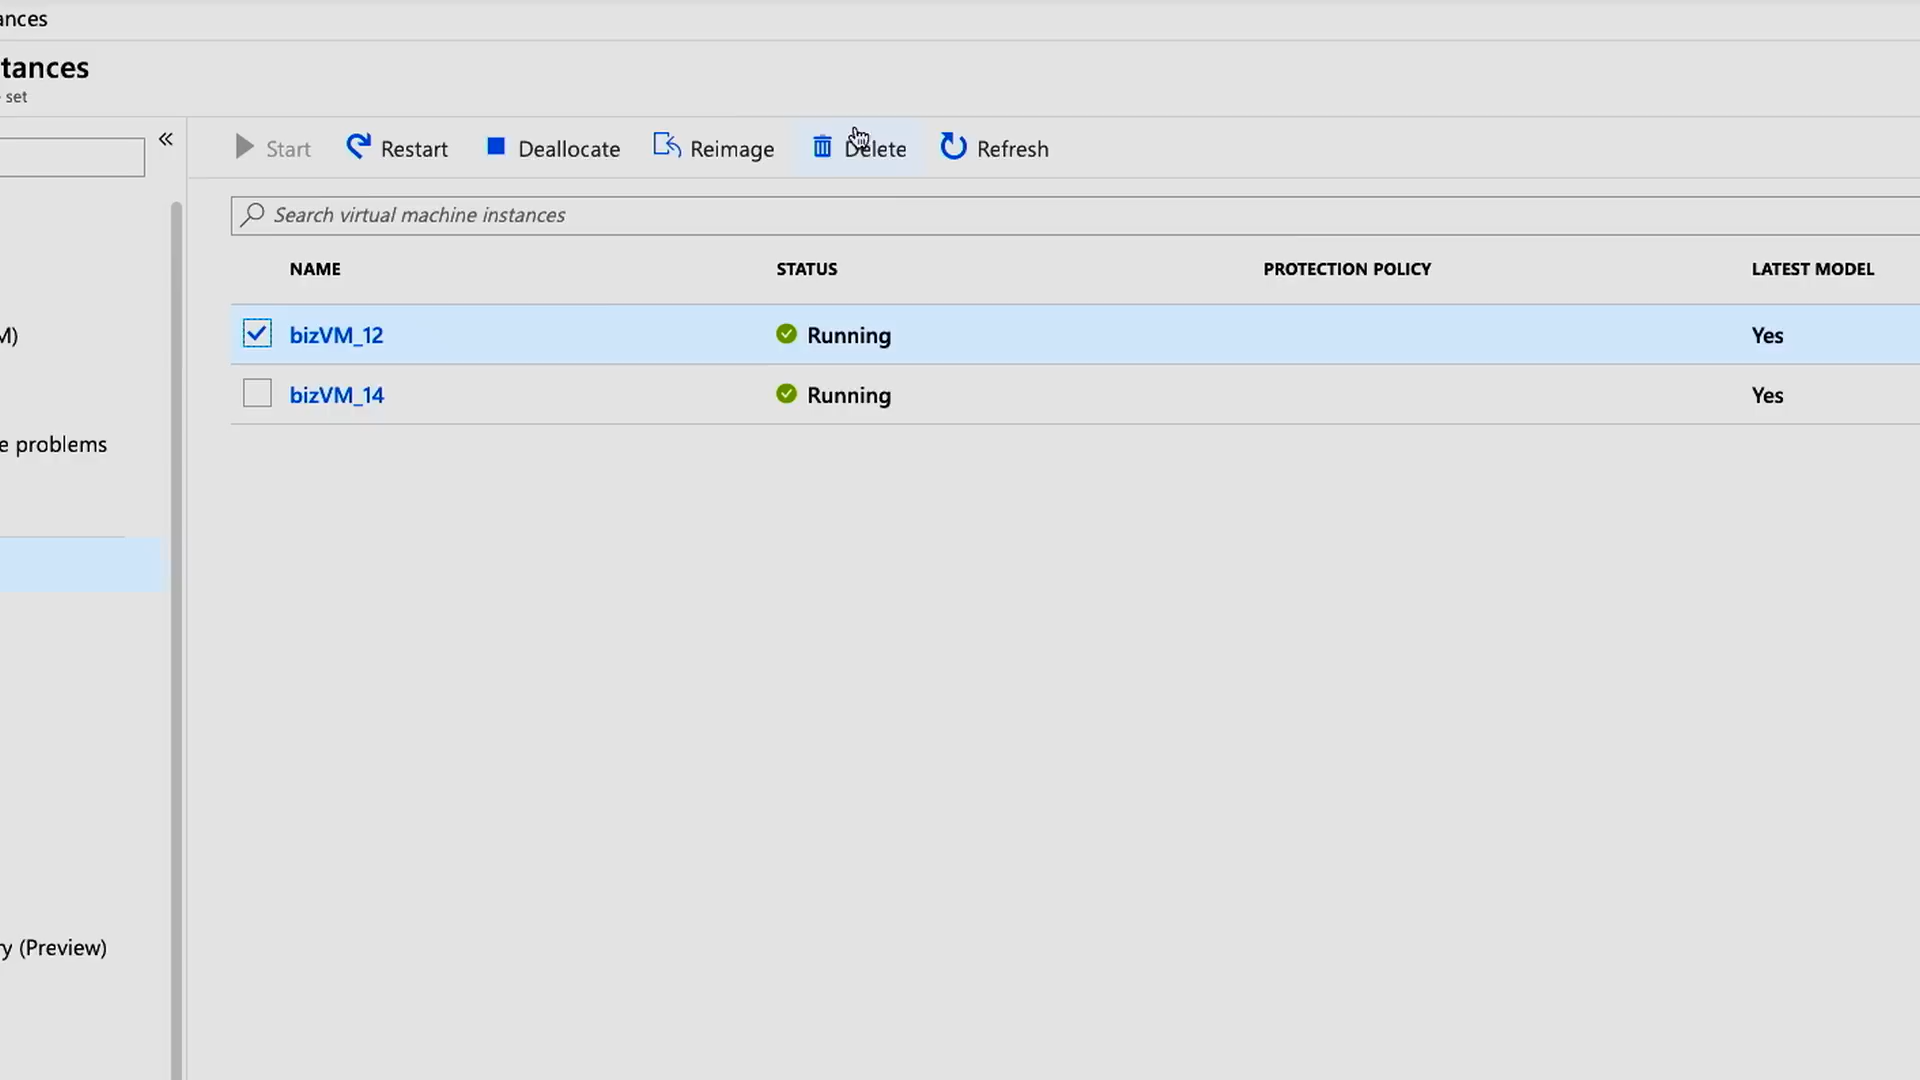 ances
tances
set
«
Start Restart Deallocate Reimage Delete Refresh
Search virtual machine instances
NAME STATUS PROTECTION POLICY LATEST MODEL
M)
bizVM_12 Running Yes
bizVM_14 Running Yes
e problems
ry (Preview)